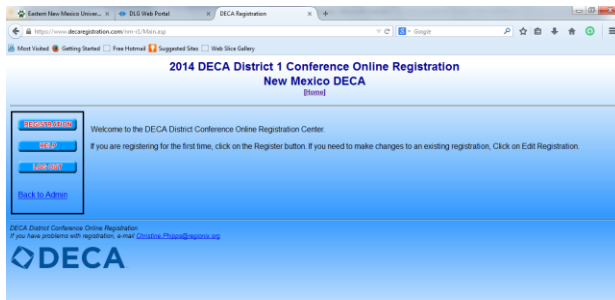 Eastern New Mexico Univer...
DLG Web Portal
DECA Registration
https://www.decaregistration.com/nm-d1/Main.asp
Google
Most Visited Getting Started Free Hotmail Suggested Sites Web Slice Gallery
2014 DECA District 1 Conference Online Registration
New Mexico DECA
[Home]
REGISTRATION
HELP
LOG OUT
Back to Admin
Welcome to the DECA District Conference Online Registration Center.
If you are registering for the first time, click on the Register button. If you need to make changes to an existing registration, Click on Edit Registration.
DECA District Conference Online Registration
If you have problems with registration, e-mail Christine.Phipps@regionix.org
DECA